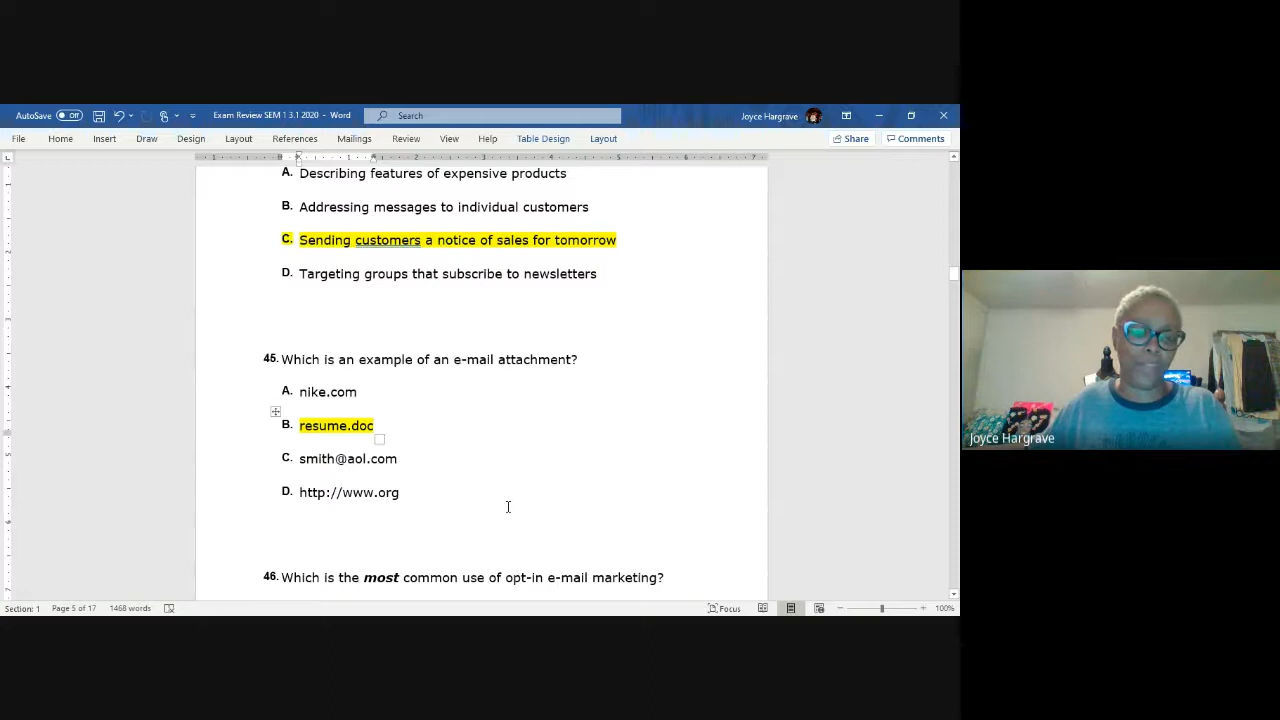 AutoSave Off Exam Review SEM 1 3.1 2020 - Word Search Joyce Hargrave
File Home Insert Draw Design Layout References Mailings Review View Help Table Design Layout Share Comments
A. Describing features of expensive products
B. Addressing messages to individual customers
C. Sending customers a notice of sales for tomorrow
D. Targeting groups that subscribe to newsletters
45. Which is an example of an e-mail attachment?
A. nike.com
B. resume.doc
C. smith@aol.com
D. http://www.org
46. Which is the most common use of opt-in e-mail marketing?
Section: 1 Page 5 of 17 1468 words Focus 100%
Joyce Hargrave